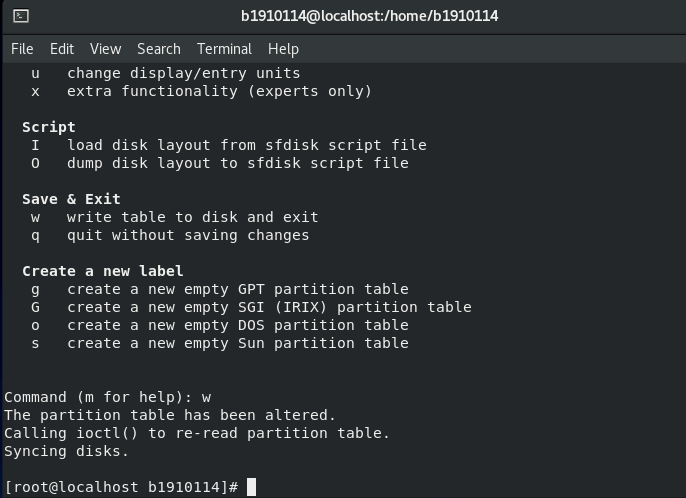 b1910114@localhost:/home/b1910114
File Edit View Search Terminal Help
u change display/entry units
x extra functionality (experts only)
Script
I load disk layout from sfdisk script file
O dump disk layout to sfdisk script file
Save & Exit
w write table to disk and exit
q quit without saving changes
Create a new label
g create a new empty GPT partition table
G create a new empty SGI (IRIX) partition table
o create a new empty DOS partition table
s create a new empty Sun partition table
Command (m for help): w
The partition table has been altered.
Calling ioctl() to re-read partition table.
Syncing disks.
[root@localhost b1910114]#